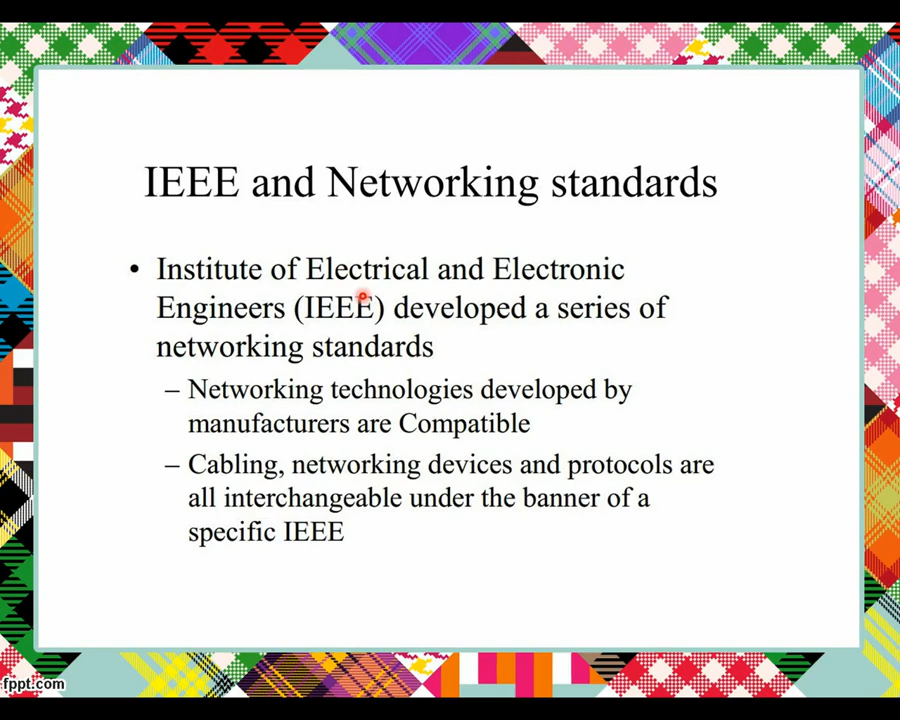 IEEE and Networking standards
• Institute of Electrical and Electronic
Engineers (IEEE) developed a series of
networking standards
– Networking technologies developed by
manufacturers are Compatible
– Cabling, networking devices and protocols are
all interchangeable under the banner of a
specific IEEE
fppt.com